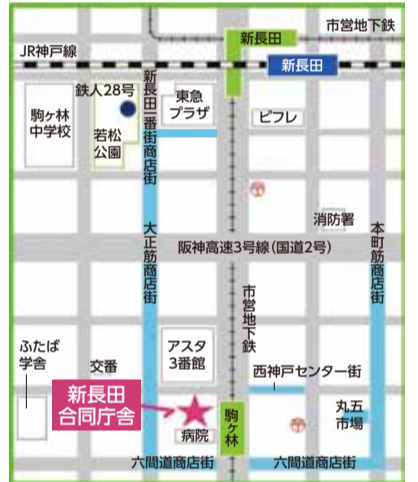 市営地下鉄
新長田
JR神戸線
新長田
鉄人28号
駒ヶ林
中学校
若松
公園
新長田一番街商店街
東急
プラザ
ピフレ
消防署
大正筋商店街
阪神高速3号線(国道2号)
本町筋商店街
市営地下鉄
ふたば
学舎
交番
アスタ
3番館
西神戸センター街
新長田
合同庁舎
病院
駒ヶ林
丸五
市場
六間道商店街
六間道商店街